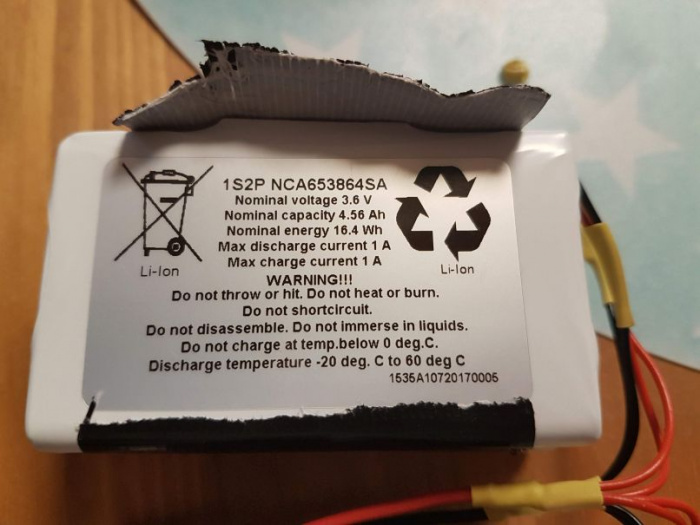 1S2P NCA653864SA
Nominal voltage 3.6 V
Nominal capacity 4.56 Ah
Nominal energy 16.4 Wh
Max discharge current 1 A
Max charge current 1 A
Li-Ion
Li-Ion
WARNING!!!
Do not throw or hit. Do not heat or burn.
Do not shortcircuit.
Do not disassemble. Do not immerse in liquids.
Do not charge at temp.below 0 deg.C.
Discharge temperature -20 deg. C to 60 deg C
1535A10720170005